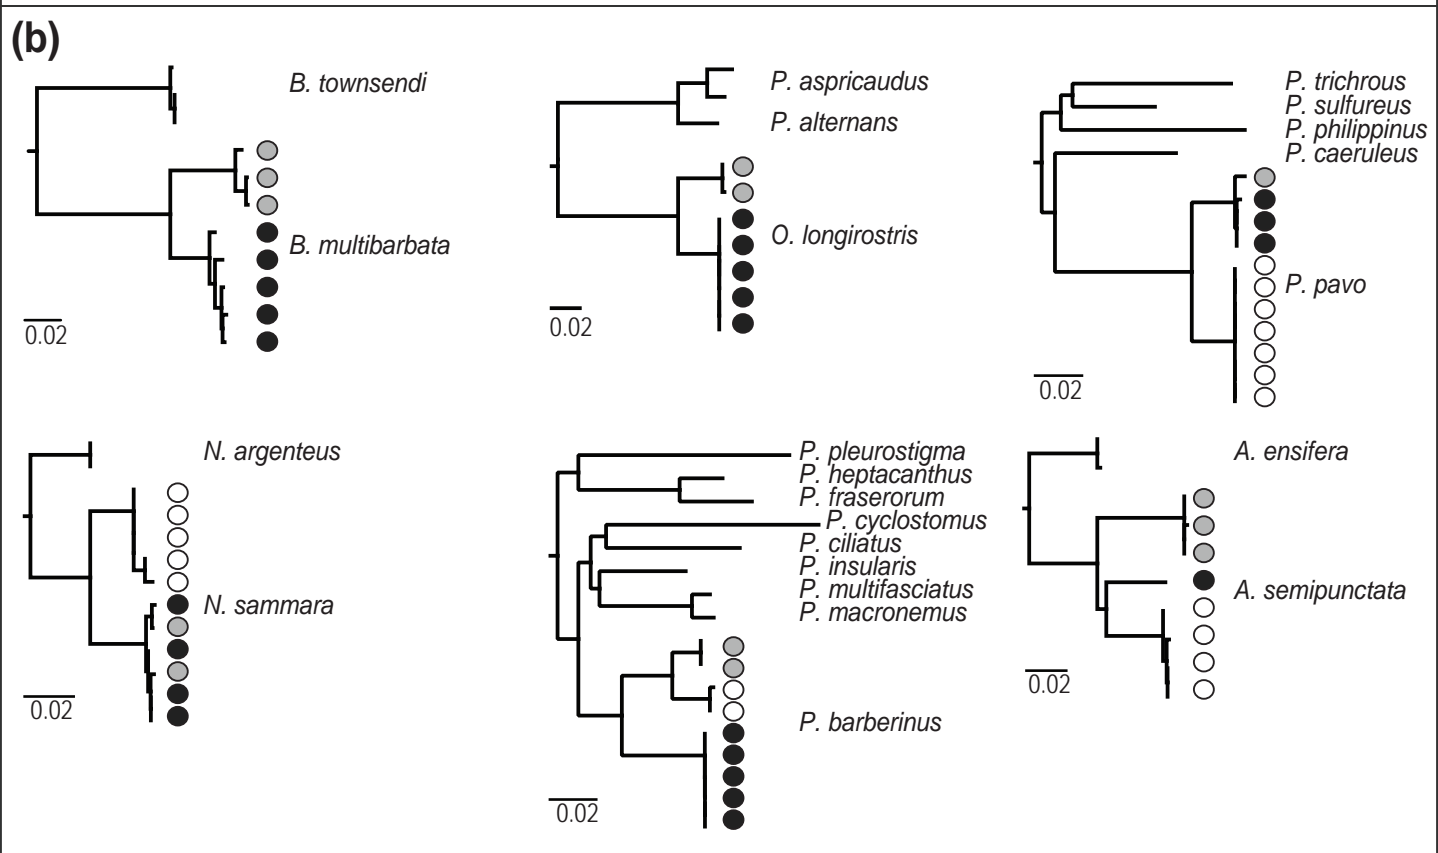 (b)
B. townsendi
B. multibarbata
0.02
P. aspricaudus
P. alternans
O. longirostris
0.02
P. trichrous
P. sulfureus
P. philippinus
P. caeruleus
P. pavo
0.02
N. argenteus
N. sammara
0.02
P. pleurostigma
P. heptacanthus
P. fraserorum
P. cyclostomus
P. ciliatus
P. insularis
P. multifasciatus
P. macronemus
P. barberinus
0.02
A. ensifera
A. semipunctata
0.02